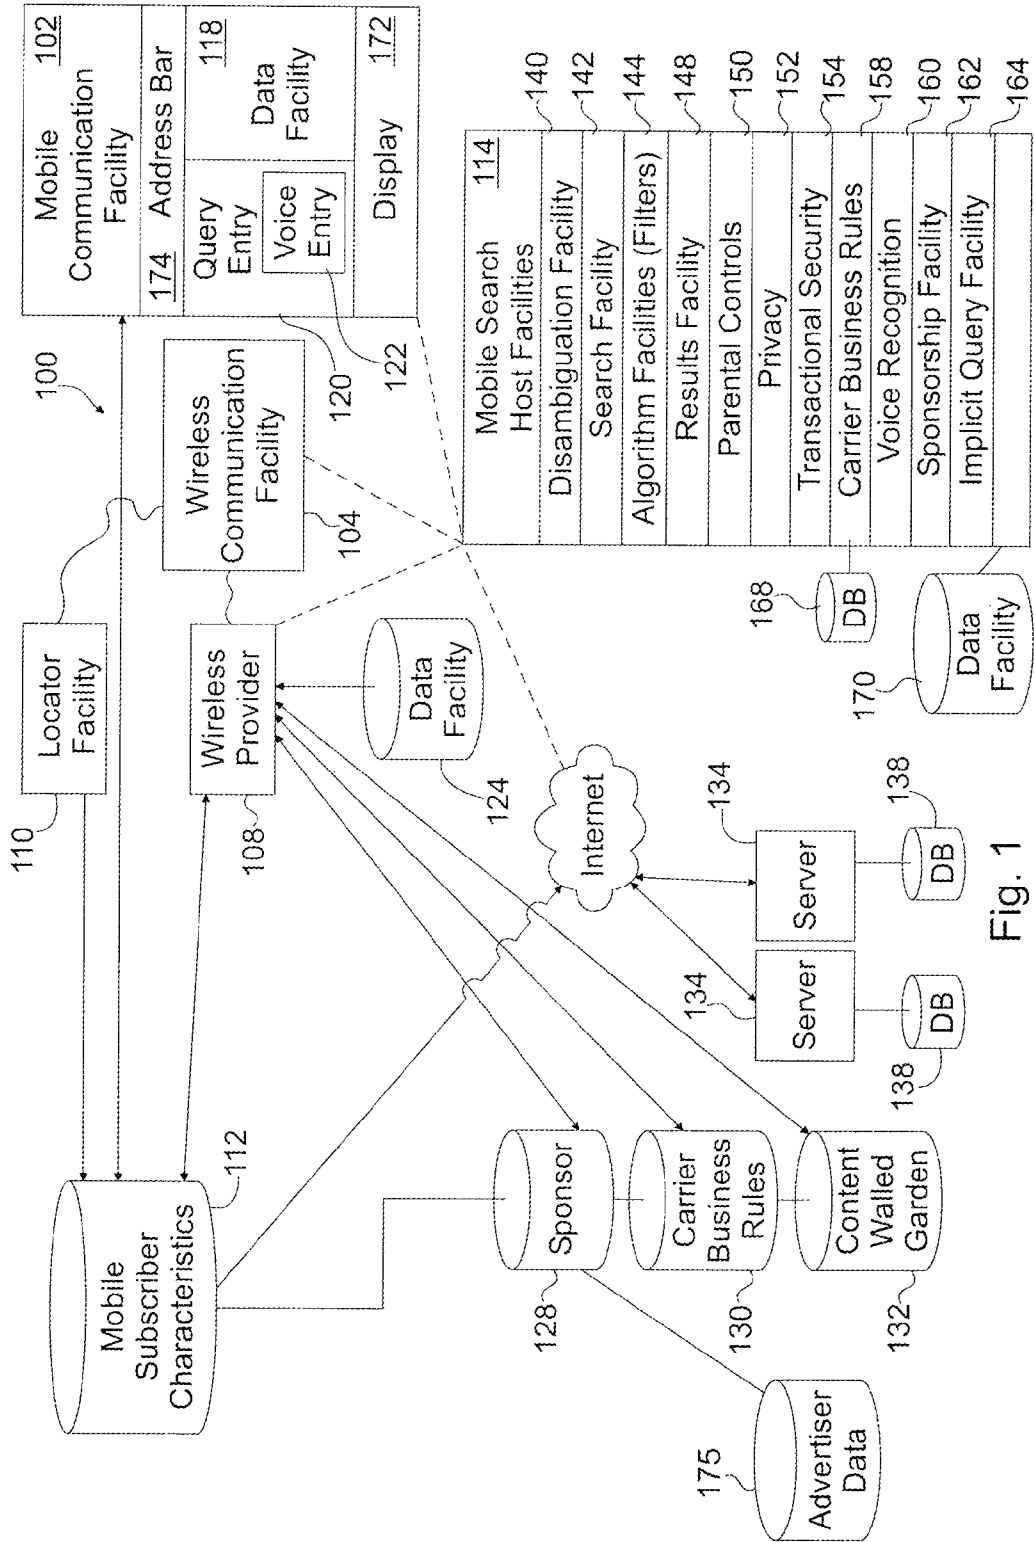 100
Mobile
Communication
Facility
102
174
Address Bar
Query
Entry
Voice
Entry
118
Data
Facility
Display
172
120
122
Wireless
Communication
Facility
104
Locator
Facility
110
Wireless
Provider
108
Data
Facility
124
Mobile
Subscriber
Characteristics
112
Sponsor
128
Carrier
Business
Rules
130
Content
Walled
Garden
132
Advertiser
Data
175
Internet
Server
134
Server
134
DB
138
DB
138
Mobile Search
Host Facilities
114
Disambiguation Facility
140
Search Facility
142
Algorithm Facilities (Filters)
144
Results Facility
148
Parental Controls
150
Privacy
152
Transactional Security
154
Carrier Business Rules
158
Voice Recognition
160
Sponsorship Facility
162
Implicit Query Facility
164
DB
168
Data
Facility
170
Fig. 1